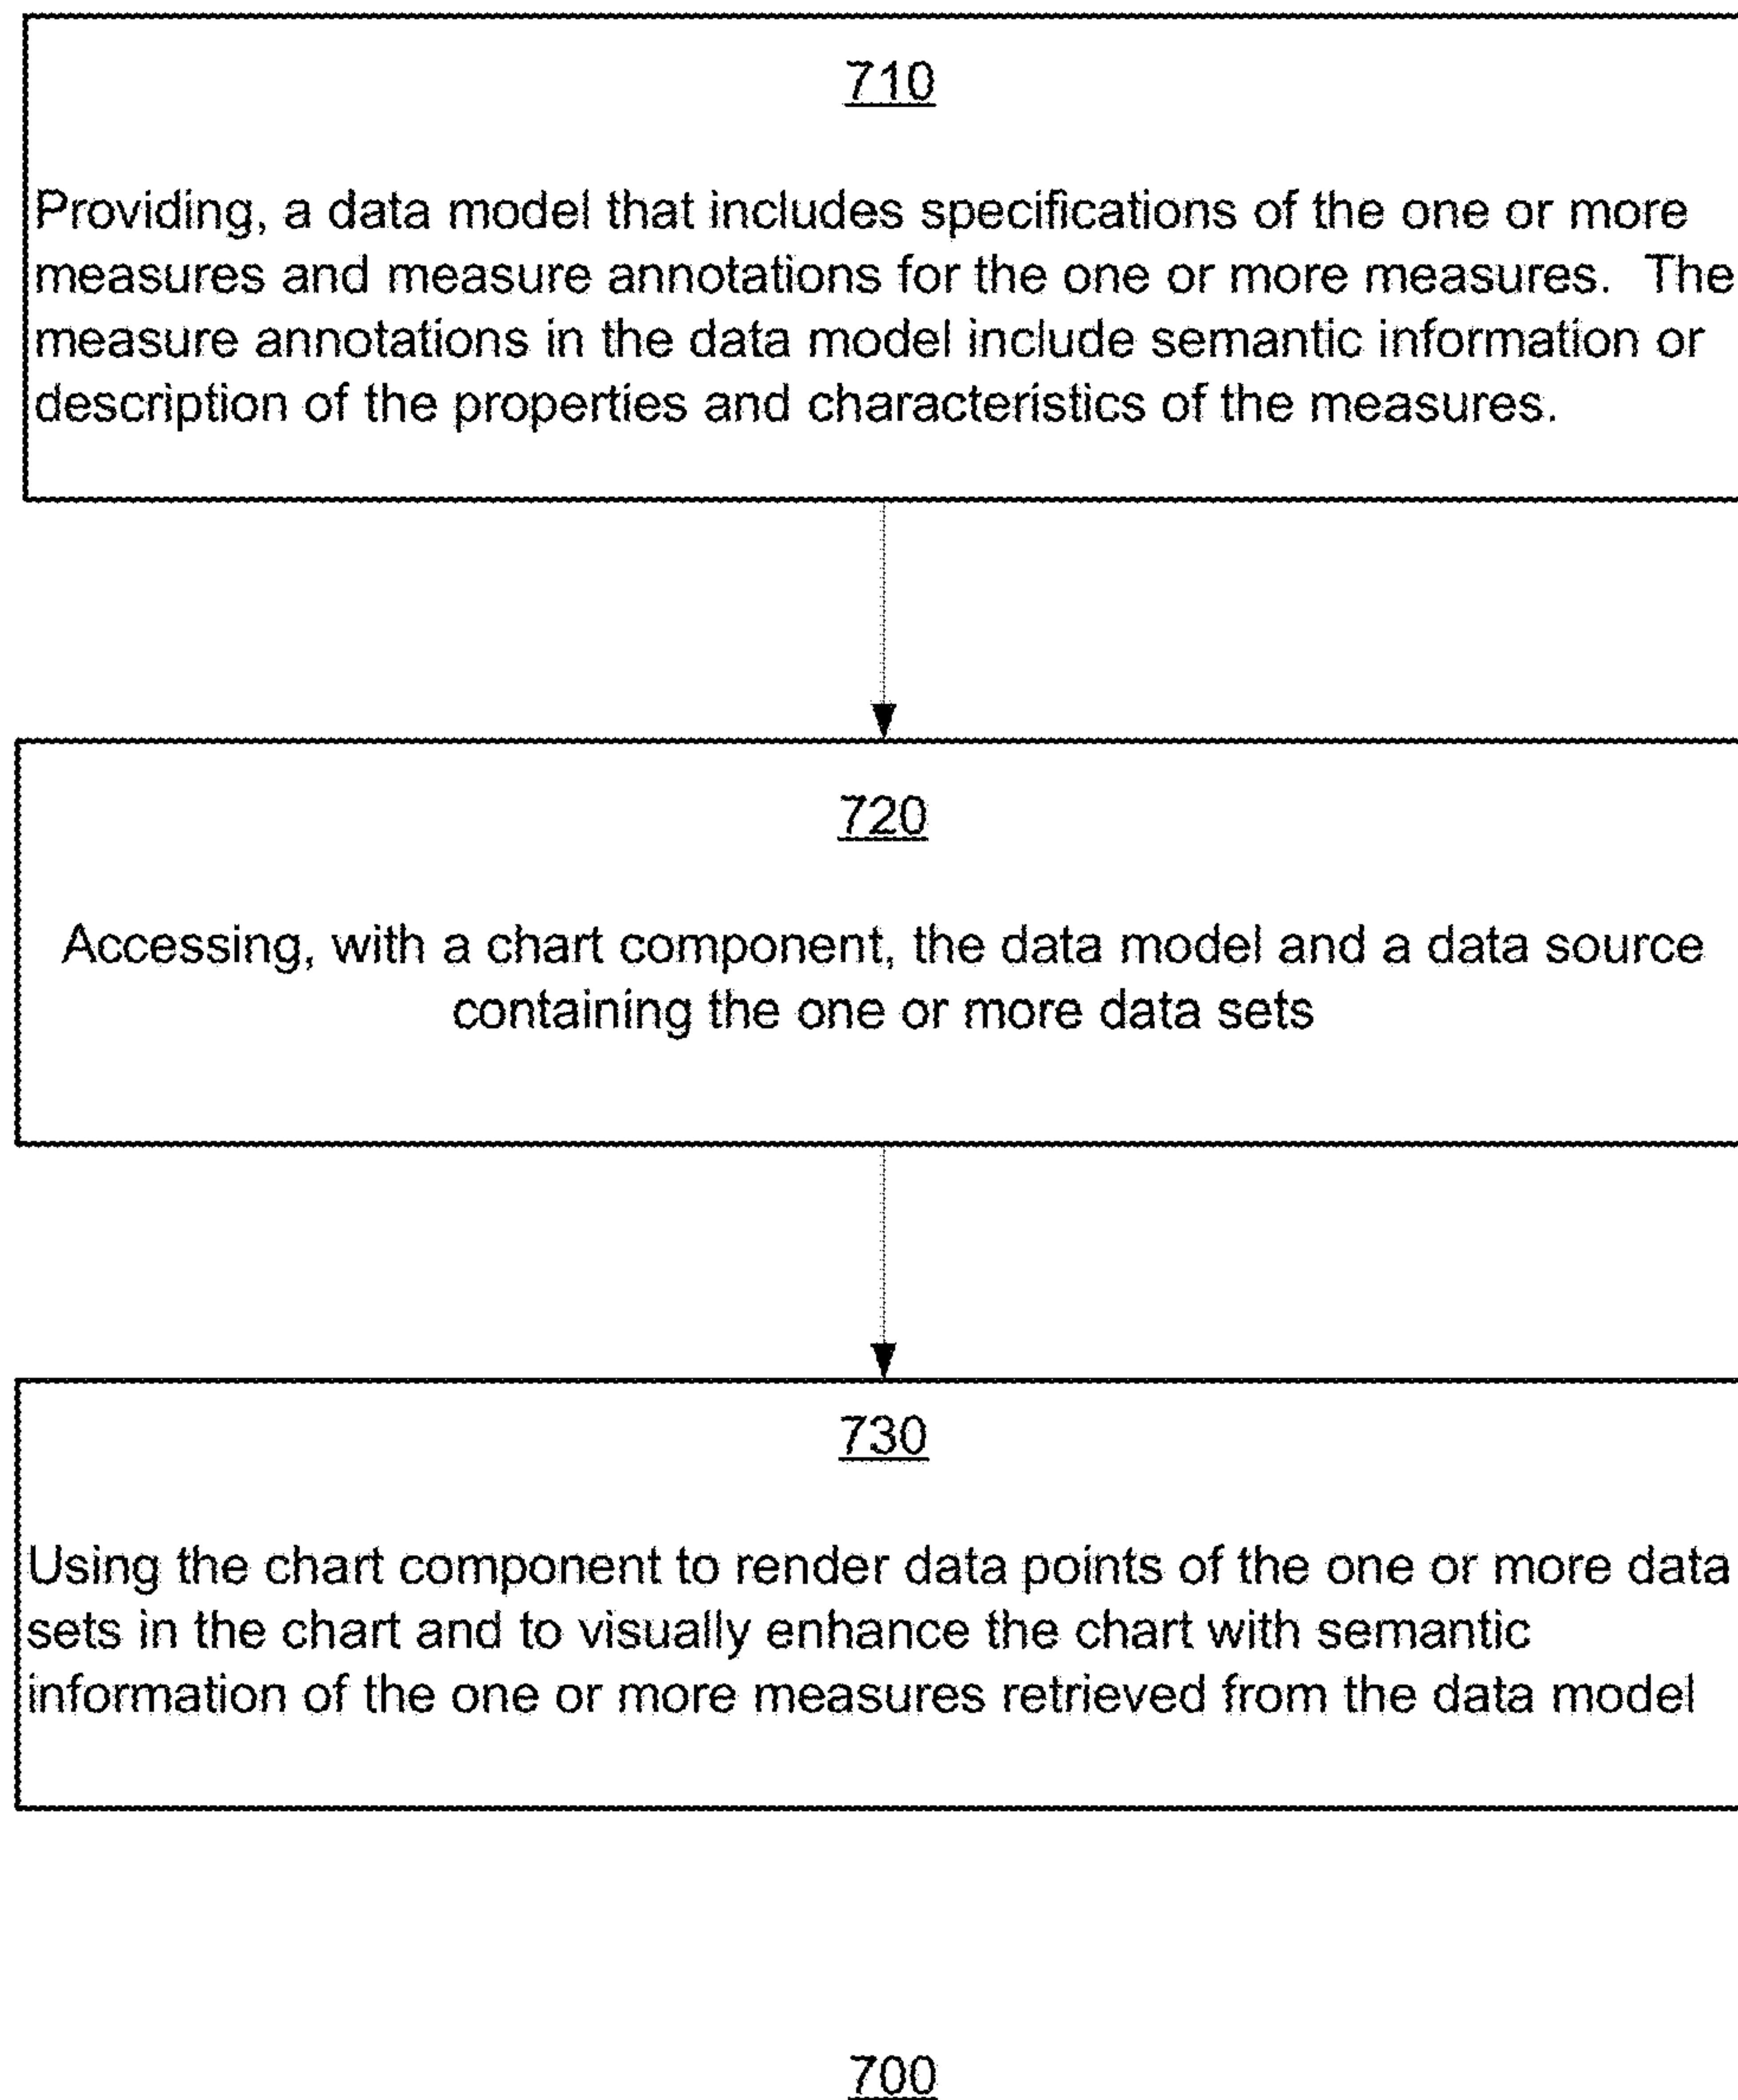 710
Providing, a data model that includes specifications of the one or more
measures and measure annotations for the one or more measures.  The
measure annotations in the data model include semantic information or
description of the properties and characteristics of the measures.
720
Accessing, with a chart component, the data model and a data source
containing the one or more data sets
730
Using the chart component to render data points of the one or more data
sets in the chart and to visually enhance the chart with semantic
information of the one or more measures retrieved from the data model
700